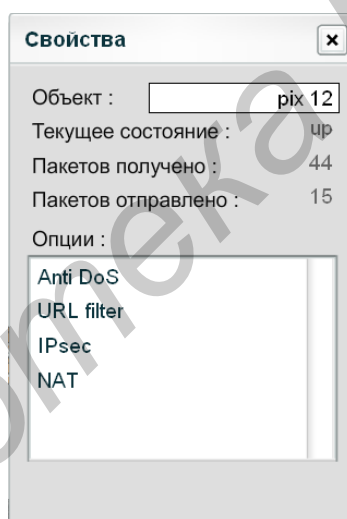 Свойства
Объект : pix 12
Текущее состояние : up
Пакетов получено : 44
Пакетов отправлено : 15
Опции :
Anti DoS
URL filter
IPsec
NAT